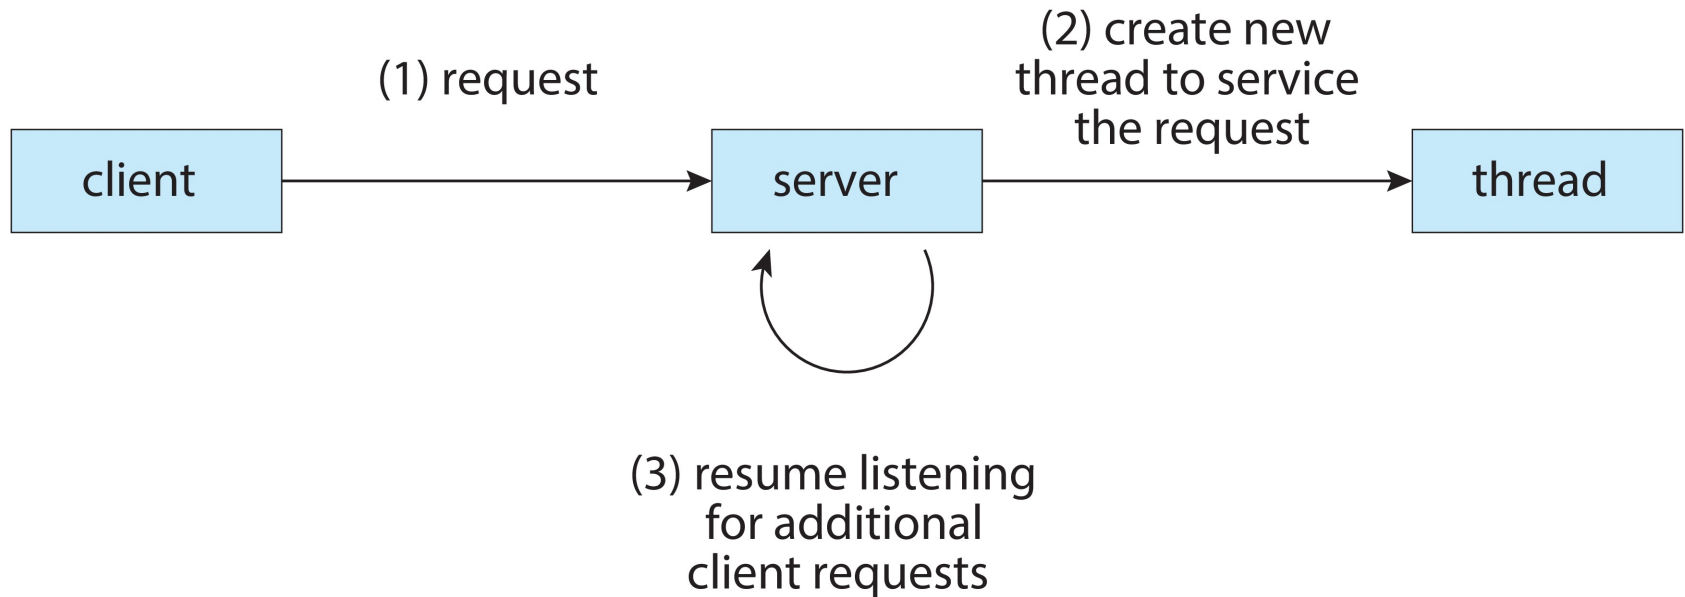 (1) request
(2) create new
thread to service
the request
client
server
thread
(3) resume listening
for additional
client requests